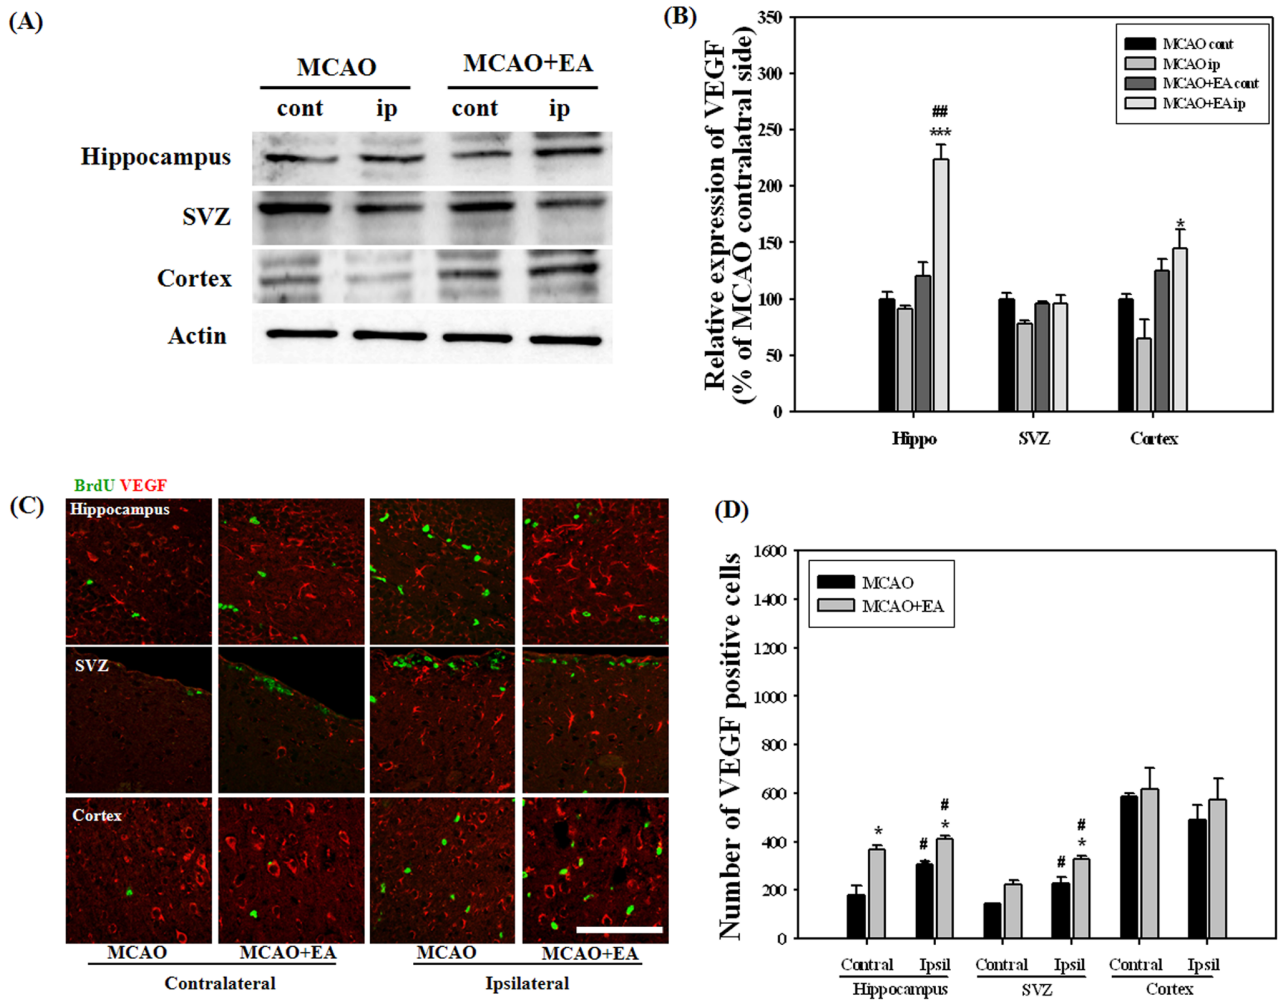 (A)
MCAO
MCAO+EA
cont
ip
cont
ip
Hippocampus
SVZ
Cortex
Actin
(B)
Relative expression of VEGF
(% of MCAO contralatral side)
350
300
250
200
150
100
50
0
MCAO cont
MCAO ip
MCAO+EA cont
MCAO+EA ip
##
***
*
Hippo
SVZ
Cortex
(C)
BrdU VEGF
Hippocampus
SVZ
Cortex
MCAO
MCAO+EA
MCAO
MCAO+EA
Contralateral
Ipsilateral
(D)
Number of VEGF positive cells
1600
1400
1200
1000
800
600
400
200
0
MCAO
MCAO+EA
*
#
#
*
#
#
*
Contral
Ipsil
Contral
Ipsil
Contral
Ipsil
Hippocampus
SVZ
Cortex